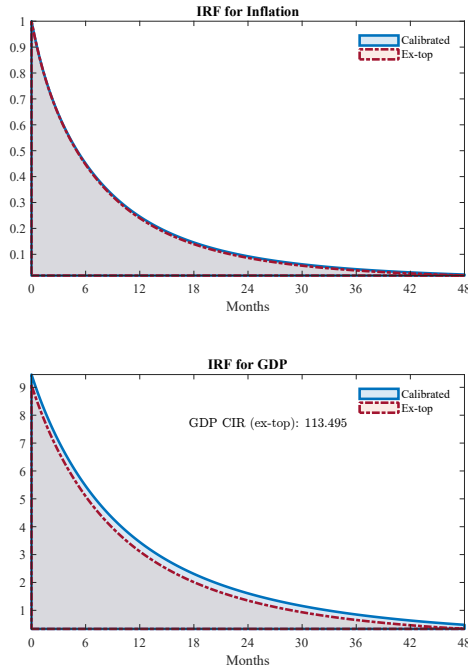 IRF for Inflation
1
0.9
0.8
0.7
0.6
0.5
0.4
0.3
0.2
0.1
Calibrated
Ex-top
0 6 12 18 24 30 36 42 48
Months
IRF for GDP
9
8
7
6
5
4
3
2
1
Calibrated
Ex-top
GDP CIR (ex-top): 113.495
0 6 12 18 24 30 36 42 48
Months